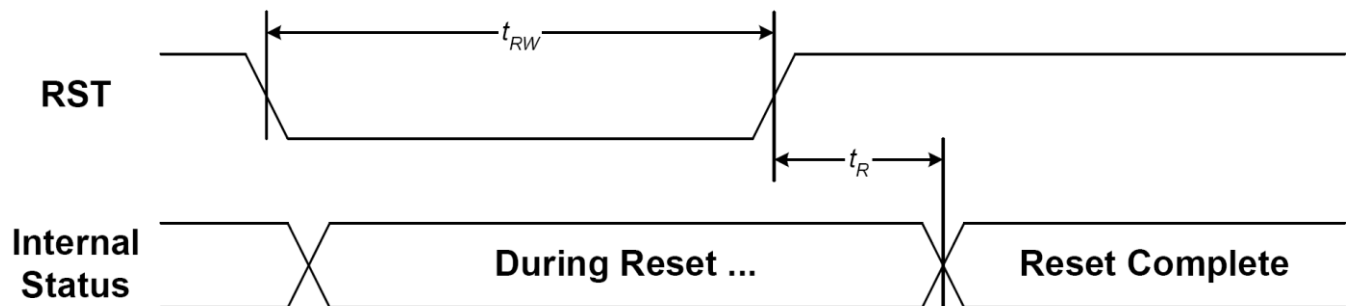 t_RW
RST
t_R
Internal
Status
During Reset ...
Reset Complete